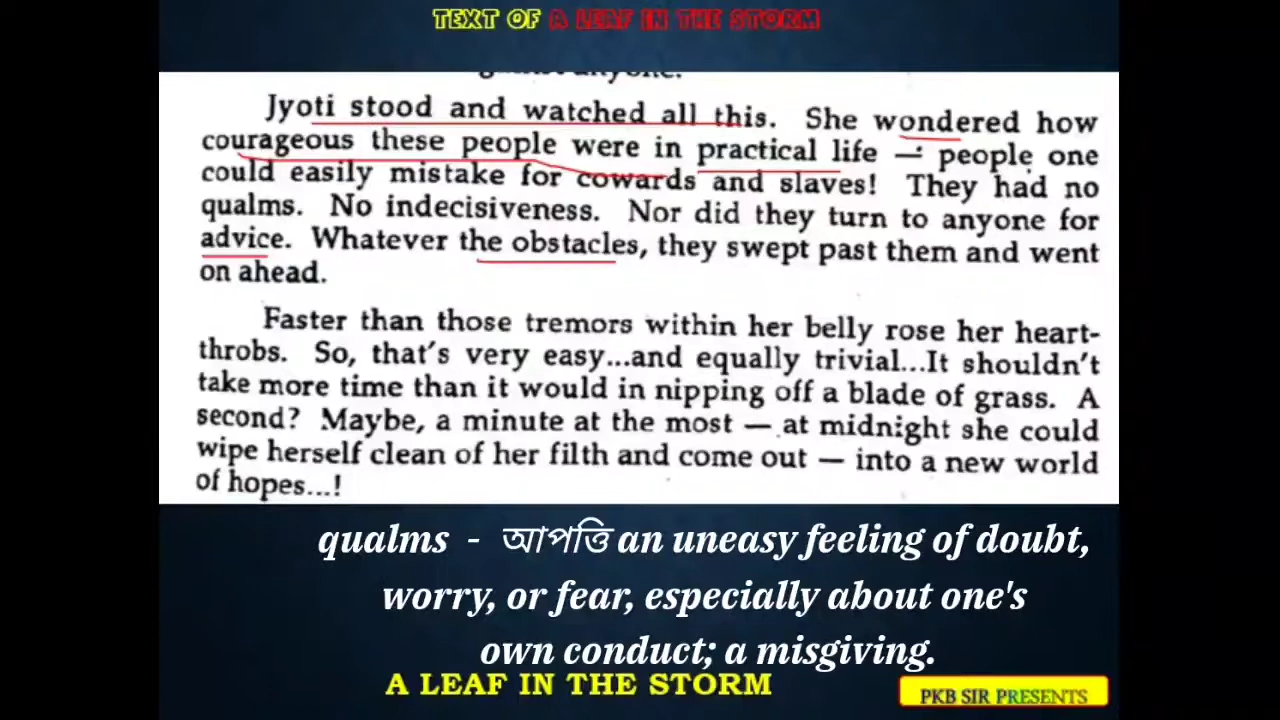 TEXT OF A LEAF IN THE STORM
against anyone.
Jyoti stood and watched all this. She wondered how
courageous these people were in practical life — people one
could easily mistake for cowards and slaves! They had no
qualms. No indecisiveness. Nor did they turn to anyone for
advice. Whatever the obstacles, they swept past them and went
on ahead.
Faster than those tremors within her belly rose her heart-
throbs. So, that's very easy...and equally trivial...It shouldn't
take more time than it would in nipping off a blade of grass. A
second? Maybe, a minute at the most — at midnight she could
wipe herself clean of her filth and come out — into a new world
of hopes...!
qualms - আপত্তি an uneasy feeling of doubt,
worry, or fear, especially about one's
own conduct; a misgiving.
A LEAF IN THE STORM
PKB SIR PRESENTS